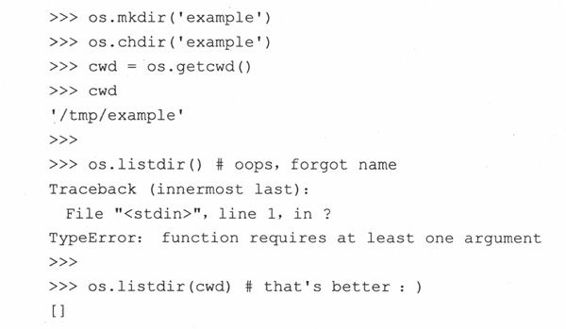 >>> os.mkdir('example')
>>> os.chdir('example')
>>> cwd = os.getcwd()
>>> cwd
'/tmp/example'
>>>
>>> os.listdir() # oops, forgot name
Traceback (innermost last):
  File "<stdin>", line 1, in ?
TypeError: function requires at least one argument
>>>
>>> os.listdir(cwd) # that's better : )
[]